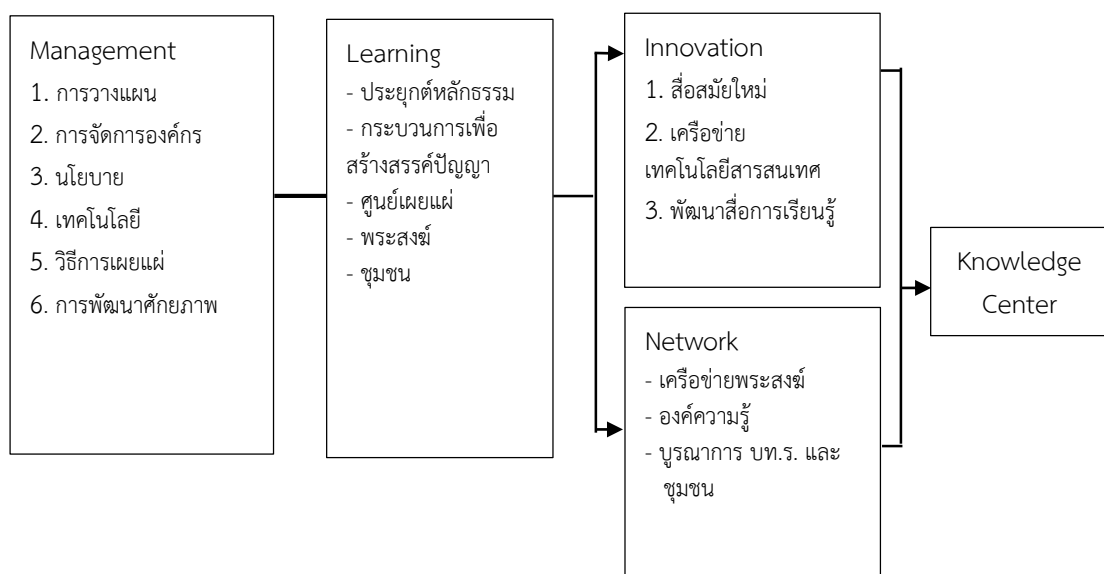 Management
1. การวางแผน
2. การจัดการองค์กร
3. นโยบาย
4. เทคโนโลยี
5. วิธีการเผยแผ่
6. การพัฒนาศักยภาพ
Learning
- ประยุกต์หลักธรรม
- กระบวนการเพื่อ
สร้างสรรค์ปัญญา
- ศูนย์เผยแผ่
- พระสงฆ์
- ชุมชน
Innovation
1. สื่อสมัยใหม่
2. เครือข่าย
เทคโนโลยีสารสนเทศ
3. พัฒนาสื่อการเรียนรู้
Network
- เครือข่ายพระสงฆ์
- องค์ความรู้
- บูรณาการ บท.ร. และ
ชุมชน
Knowledge
Center